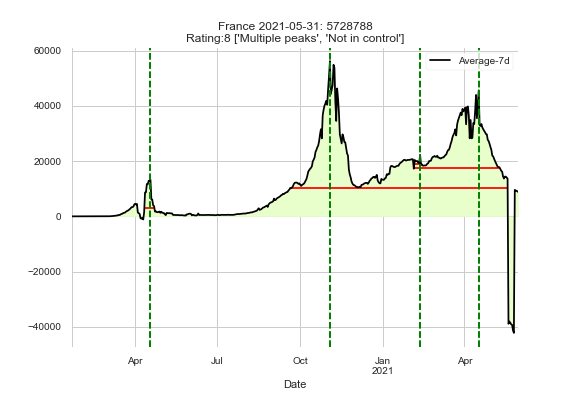 France 2021-05-31: 5728788
Rating:8 ['Multiple peaks', 'Not in control']
Average-7d
60000
40000
20000
0
−20000
−40000
Apr
Jul
Oct
Jan
2021
Apr
Date